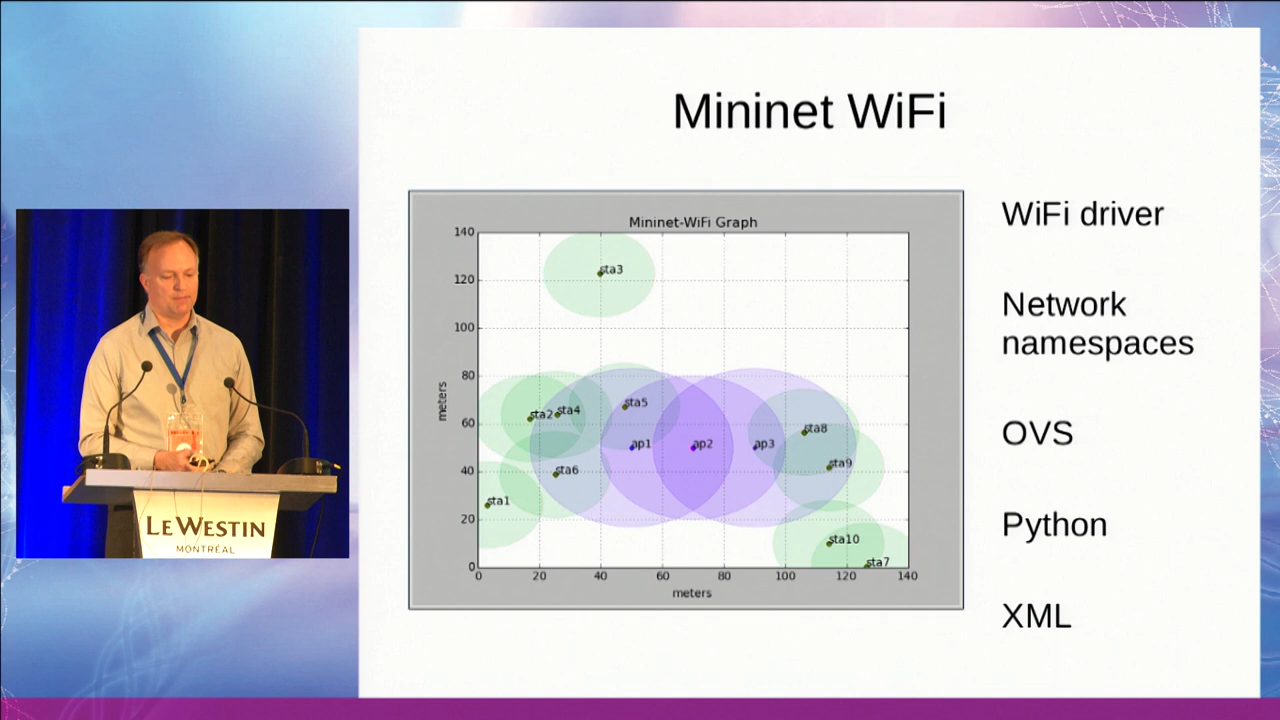 Mininet WiFi
Mininet-WiFi Graph
140
120
100
80
60
40
20
0
meters
sta3
sta2
sta4
sta5
ap1
ap2
ap3
sta8
sta9
sta6
sta1
sta10
sta7
0 20 40 60 80 100 120 140
meters
WiFi driver
Network
namespaces
OVS
Python
XML
LE WESTIN
MONTRÉAL